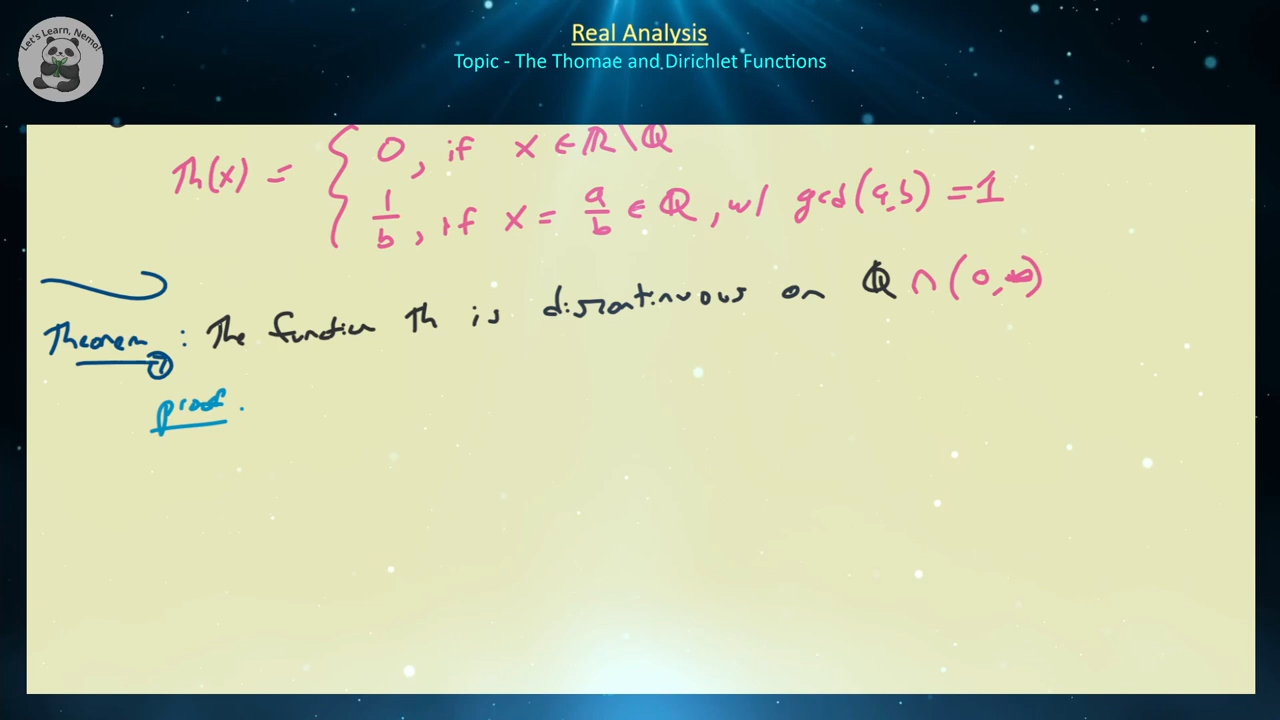 Let's Learn, Nemo!
Real Analysis
Topic - The Thomae and Dirichlet Functions
Th(x) = { 0, if x ∈ ℝ\ℚ
1/b, if x = a/b ∈ ℚ, w/ gcd(a,b) = 1
Theorem: The function Th is discontinuous on ℚ ∩ (0,∞)
proof.